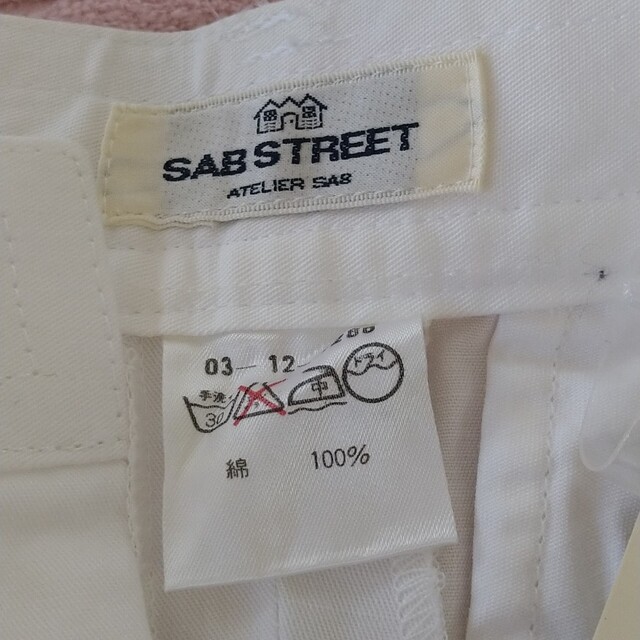 SAB STREET
ATELIER SAB
03-12
手洗 中 ドライ
30
綿 100%